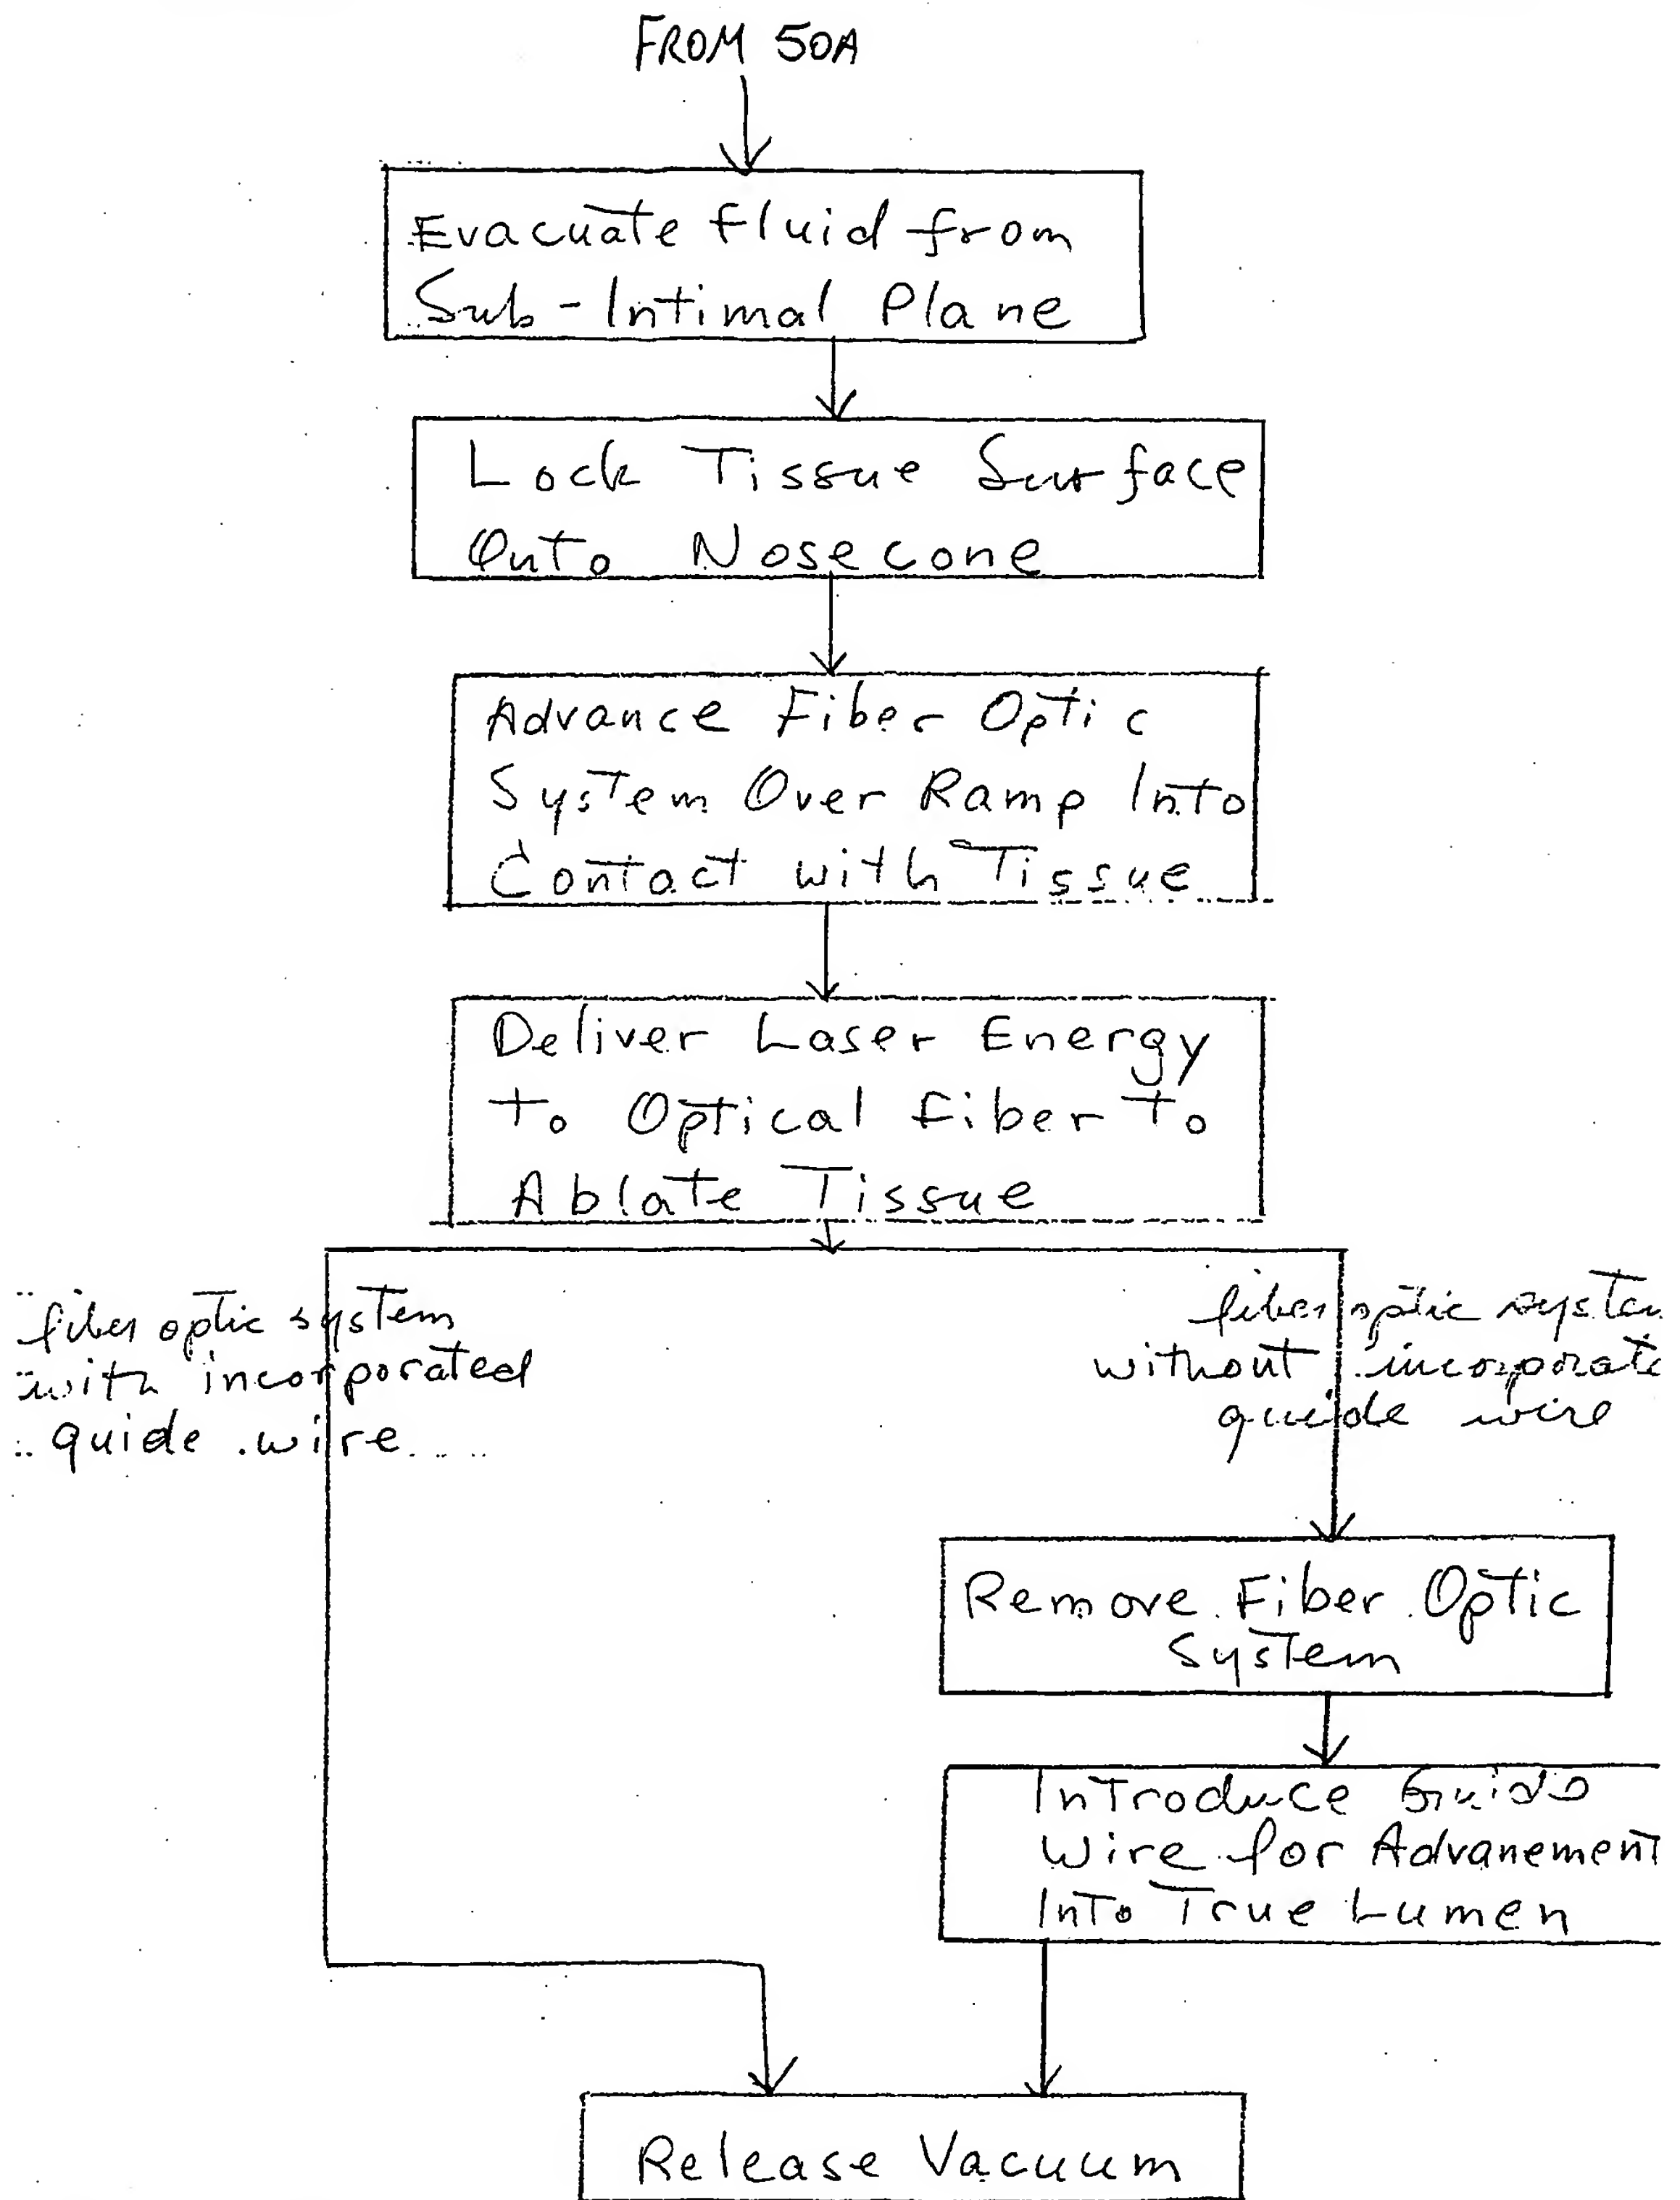 FROM 50A
Evacuate Fluid from
Sub-Intimal Plane
Lock Tissue Surface
Onto Nosecone
Advance Fiber Optic
System Over Ramp Into
Contact with Tissue
Deliver Laser Energy
To Optical Fiber To
Ablate Tissue
fiber optic system
with incorporated
guide wire
fiber optic system
without incorporate
guide wire
Remove Fiber Optic
System
Introduce Guide
Wire for Advanement
Into True Lumen
Release Vacuum